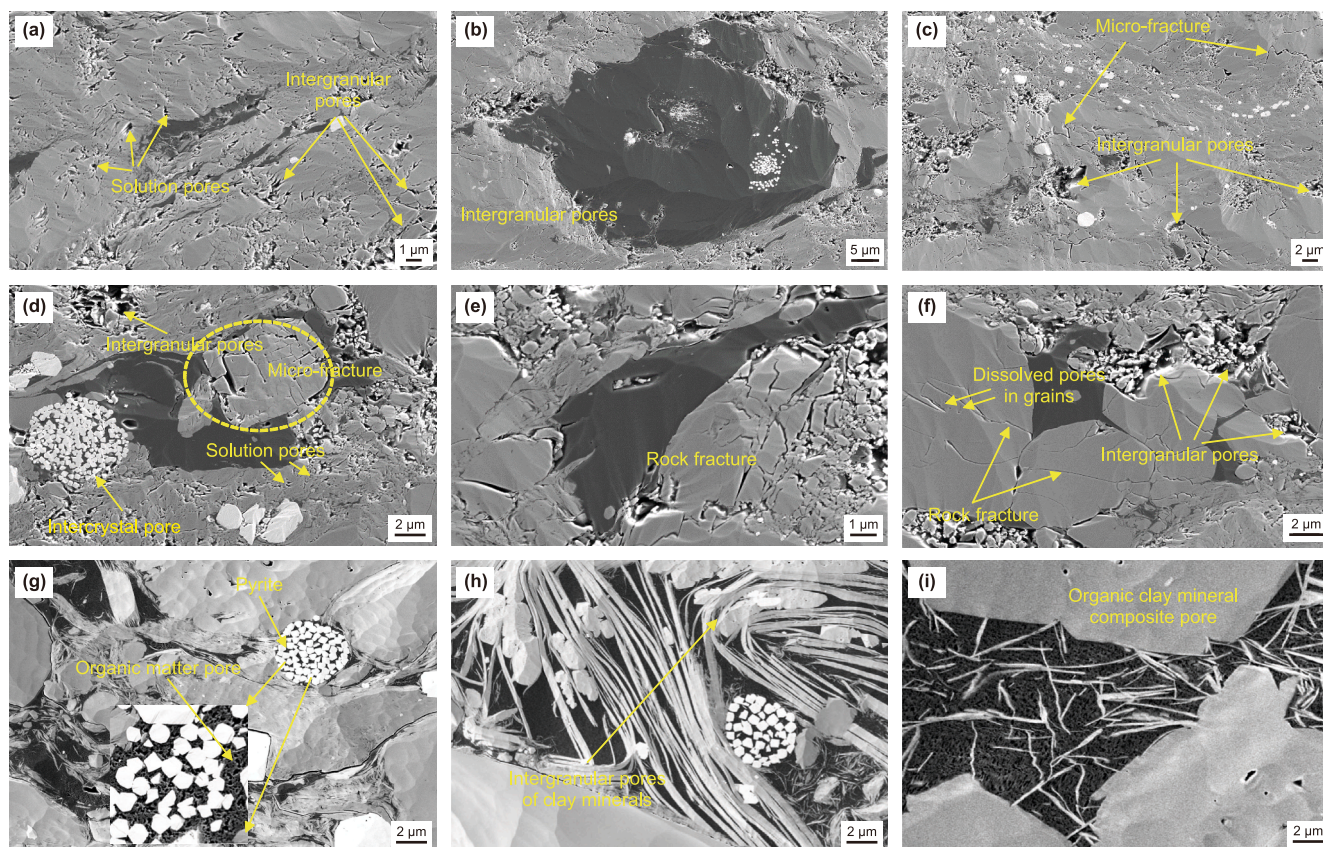 (a)
Intergranular
pores
Solution pores
1 μm
(b)
Intergranular pores
5 μm
(c)
Micro-fracture
Intergranular pores
2 μm
(d)
Intergranular pores
Micro-fracture
Solution pores
Intercrystal pore
2 μm
(e)
Rock fracture
1 μm
(f)
Dissolved pores
in grains
Intergranular pores
Rock fracture
2 μm
(g)
Pyrite
Organic matter pore
2 μm
(h)
Intergranular pores
of clay minerals
2 μm
(i)
Organic clay mineral
composite pore
2 μm